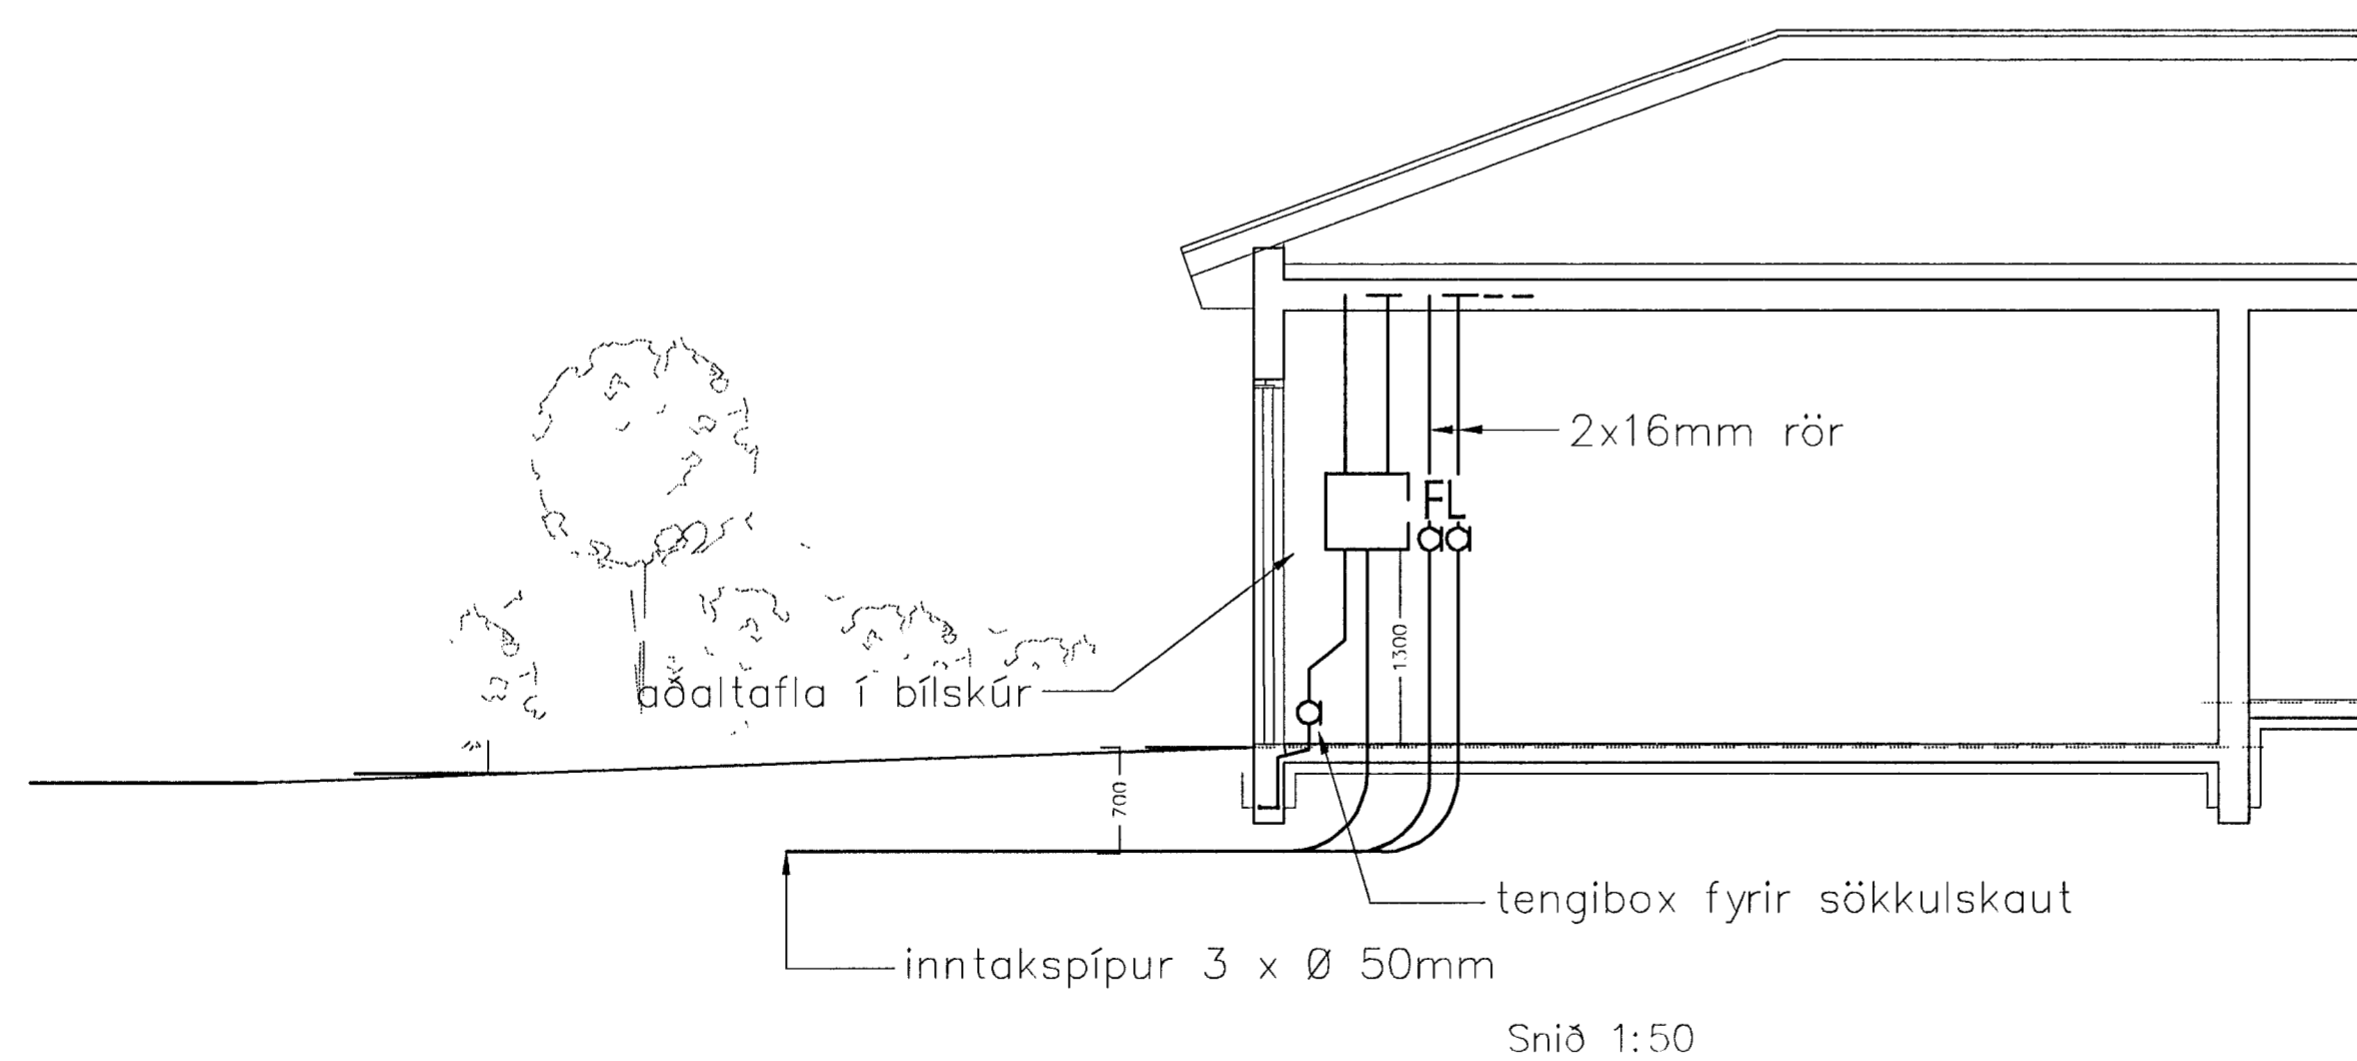 2x16mm rör
FL
1300
aðaltafla í bílskúr
700
tengibox fyrir sökkulskaut
inntakspípur 3 x Ø 50mm
Snið 1:50